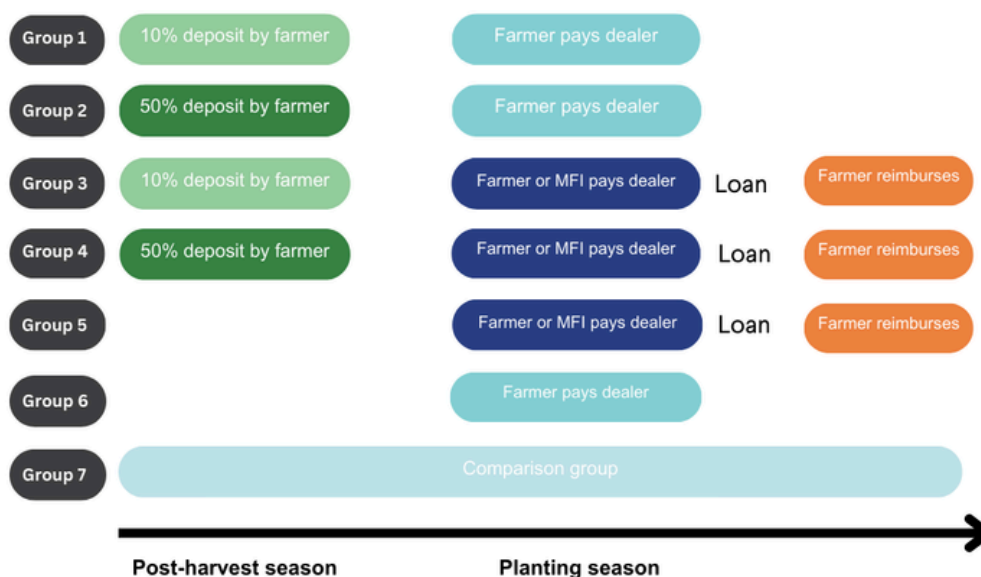 Group 1
10% deposit by farmer
Farmer pays dealer
Group 2
50% deposit by farmer
Farmer pays dealer
Group 3
10% deposit by farmer
Farmer or MFI pays dealer
Loan
Farmer reimburses
Group 4
50% deposit by farmer
Farmer or MFI pays dealer
Loan
Farmer reimburses
Group 5
Farmer or MFI pays dealer
Loan
Farmer reimburses
Group 6
Farmer pays dealer
Group 7
Comparison group
Post-harvest season
Planting season